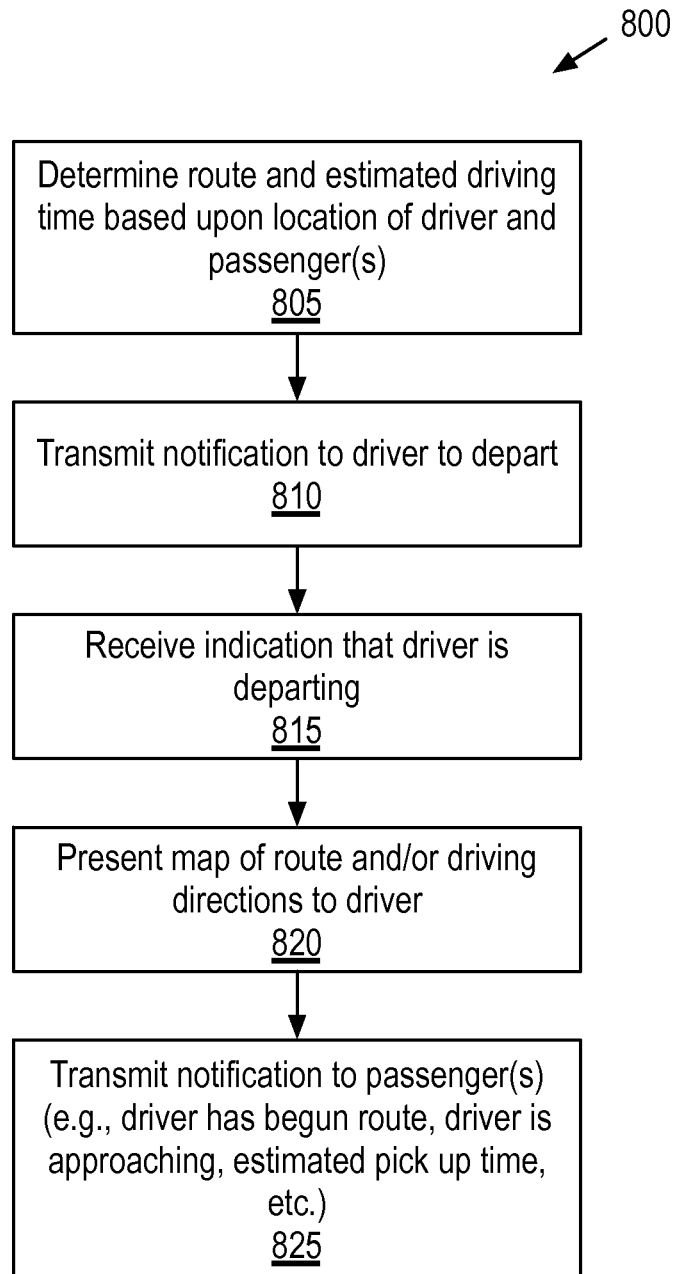 800
Determine route and estimated driving
time based upon location of driver and
passenger(s)
805
Transmit notification to driver to depart
810
Receive indication that driver is
departing
815
Present map of route and/or driving
directions to driver
820
Transmit notification to passenger(s)
(e.g., driver has begun route, driver is
approaching, estimated pick up time,
etc.)
825